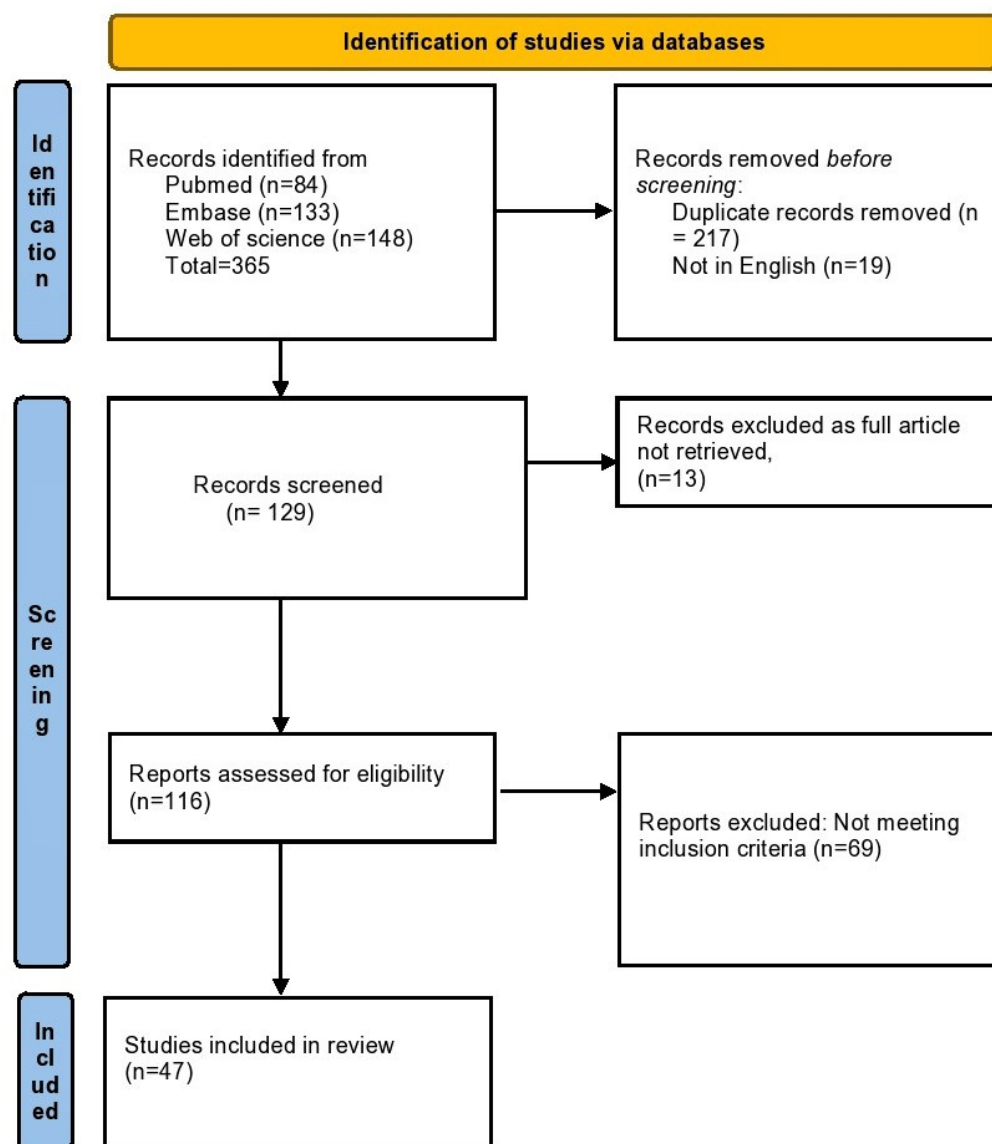 Identification of studies via databases
Id
en
tifi
ca
tio
n
Records identified from
Pubmed (n=84)
Embase (n=133)
Web of science (n=148)
Total=365
Records removed before
screening:
Duplicate records removed (n
= 217)
Not in English (n=19)
Sc
re
en
in
g
Records screened
(n= 129)
Records excluded as full article
not retrieved,
(n=13)
Reports assessed for eligibility
(n=116)
Reports excluded: Not meeting
inclusion criteria (n=69)
In
cl
ud
ed
Studies included in review
(n=47)